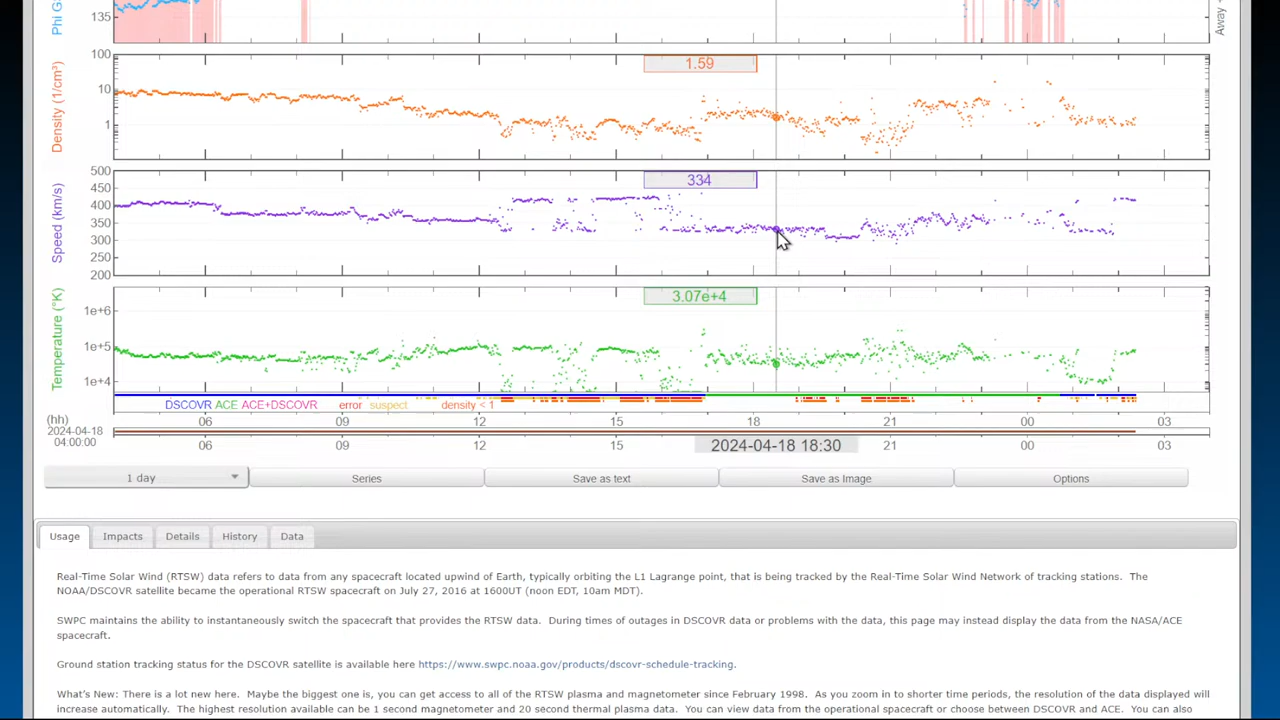 Phi G
135
Away -
Density (1/cm³)
100
10
1
1.59
Speed (km/s)
500
450
400
350
300
250
200
334
Temperature (°K)
1e+6
1e+5
1e+4
3.07e+4
DSCOVR ACE ACE+DSCOVR error suspect density < 1
(hh) 06 09 12 15 18 21 00 03
2024-04-18
04:00:00
06 09 12 15 2024-04-18 18:30 21 00 03
1 day Series Save as text Save as Image Options
Usage Impacts Details History Data
Real-Time Solar Wind (RTSW) data refers to data from any spacecraft located upwind of Earth, typically orbiting the L1 Lagrange point, that is being tracked by the Real-Time Solar Wind Network of tracking stations. The
NOAA/DSCOVR satellite became the operational RTSW spacecraft on July 27, 2016 at 1600UT (noon EDT, 10am MDT).
SWPC maintains the ability to instantaneously switch the spacecraft that provides the RTSW data. During times of outages in DSCOVR data or problems with the data, this page may instead display the data from the NASA/ACE
spacecraft.
Ground station tracking status for the DSCOVR satellite is available here https://www.swpc.noaa.gov/products/dscovr-schedule-tracking.
What's New: There is a lot new here. Maybe the biggest one is, you can get access to all of the RTSW plasma and magnetometer since February 1998. As you zoom in to shorter time periods, the resolution of the data displayed will
increase automatically. The highest resolution available can be 1 second magnetometer and 20 second thermal plasma data. You can view data from the operational spacecraft or choose between DSCOVR and ACE. You can also